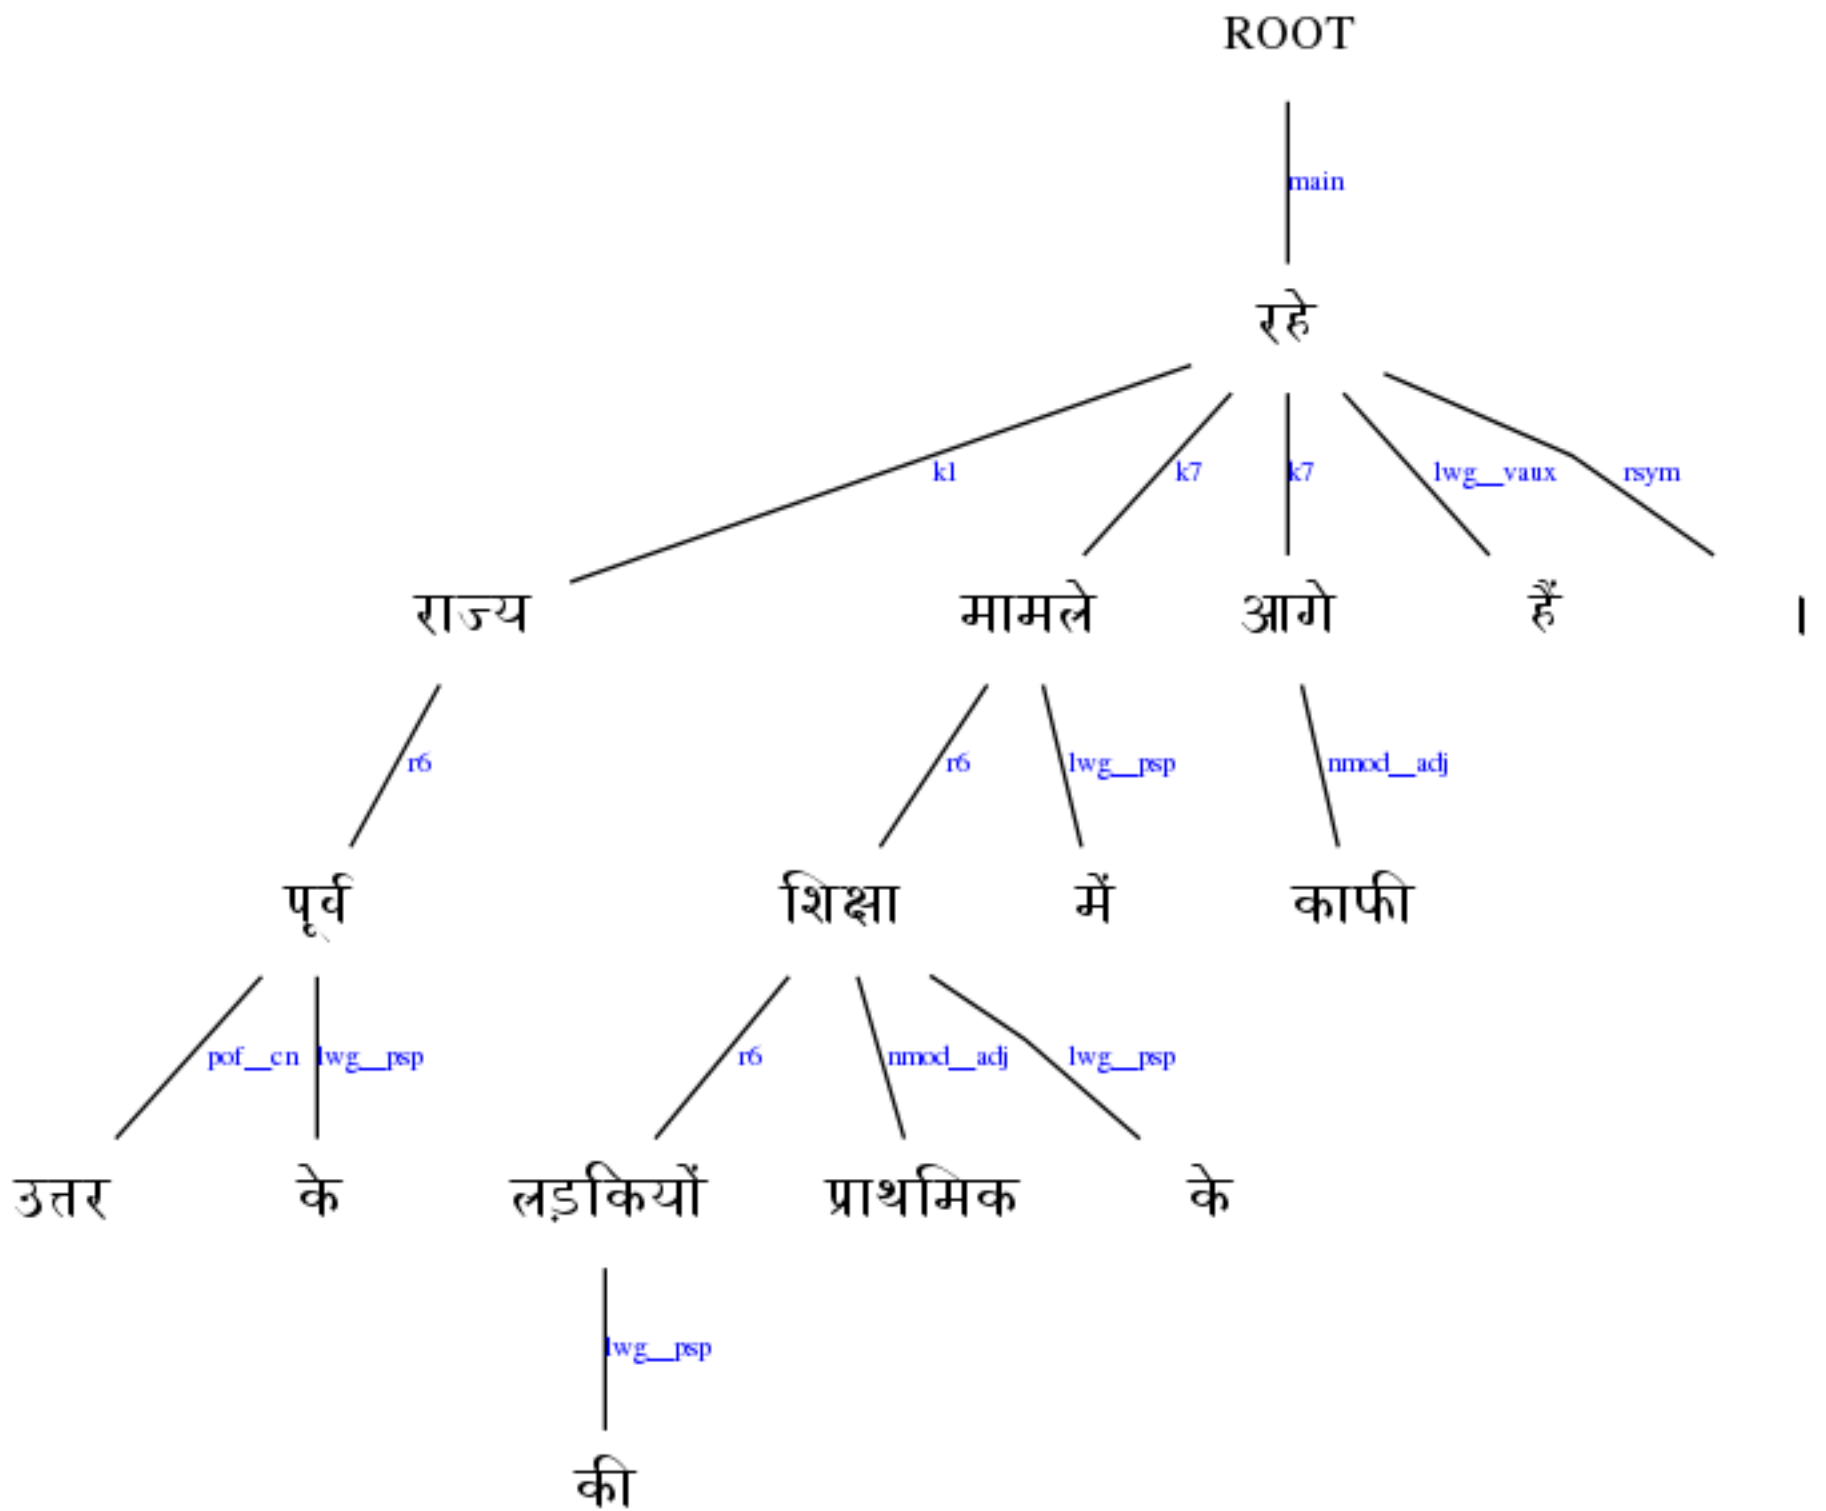 ROOT
main
रहे
k1 k7 k7 lwg__vaux rsym
राज्य मामले आगे हैं ।
r6 r6 lwg__psp nmod__adj
पूर्व शिक्षा में काफी
pof__cn lwg__psp r6 nmod__adj lwg__psp
उत्तर के लड़कियों प्राथमिक के
lwg__psp
की